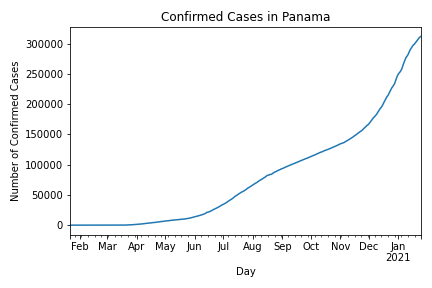 Confirmed Cases in Panama
Number of Confirmed Cases
300000
250000
200000
150000
100000
50000
0
Feb Mar Apr May Jun Jul Aug Sep Oct Nov Dec Jan
2021
Day